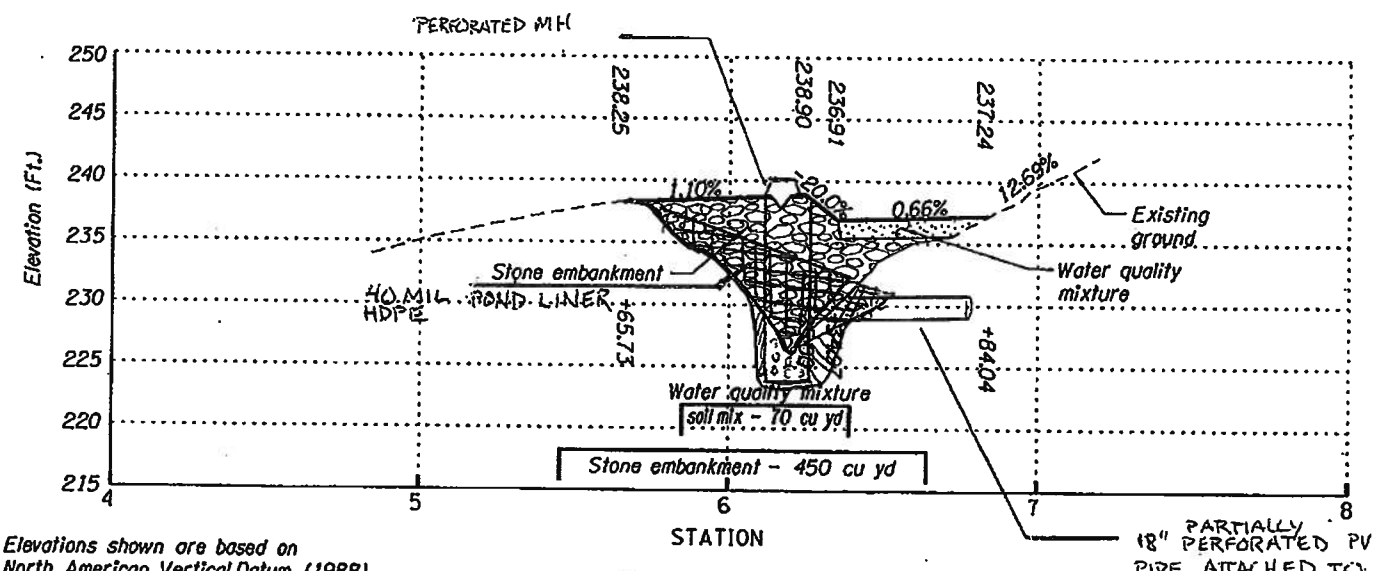 PERFORATED MH
250
245
240
235
230
225
220
215
Elevation (Ft.)
238.25
238.90
236.91
237.24
1.10%
-20.0%
0.66%
12.69%
Existing
ground
Water quality
mixture
Stone embankment
40 MIL POND LINER
HDPE
+65.73
+84.04
Water quality mixture
soil mix - 70 cu yd
Stone embankment - 450 cu yd
4
5
6
7
8
STATION
18" PARTIALLY
PERFORATED PV
PIPE ATTACHED TO
Elevations shown are based on
North American Vertical Datum (1988)